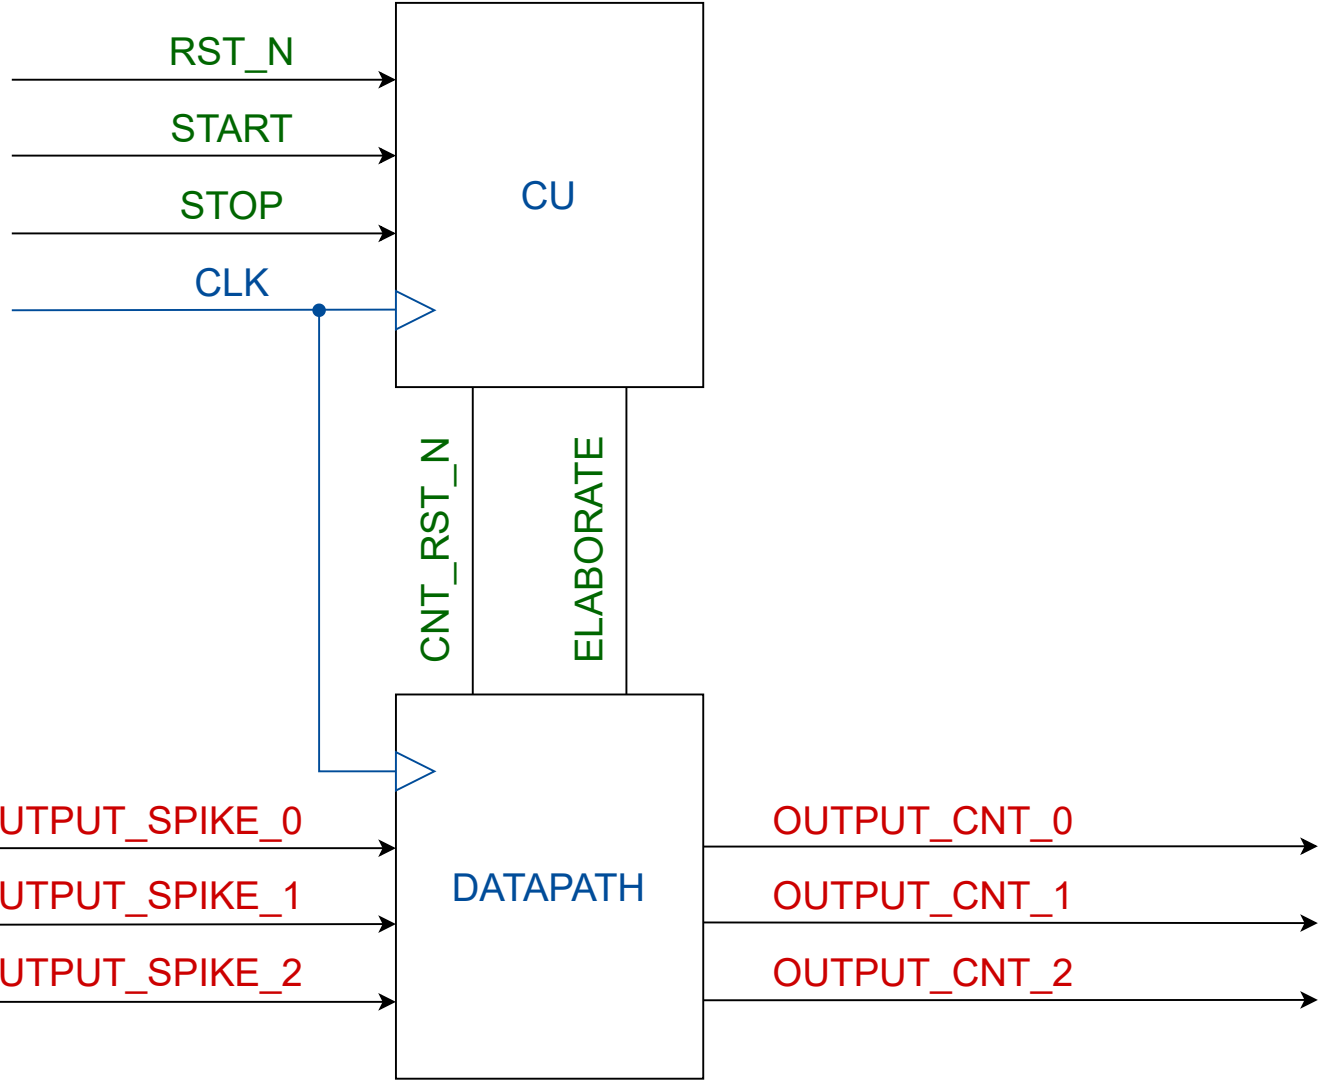 RST_N
START
STOP
CU
CLK
CNT_RST_N
ELABORATE
UTPUT_SPIKE_0
OUTPUT_CNT_0
UTPUT_SPIKE_1
DATAPATH
OUTPUT_CNT_1
UTPUT_SPIKE_2
OUTPUT_CNT_2